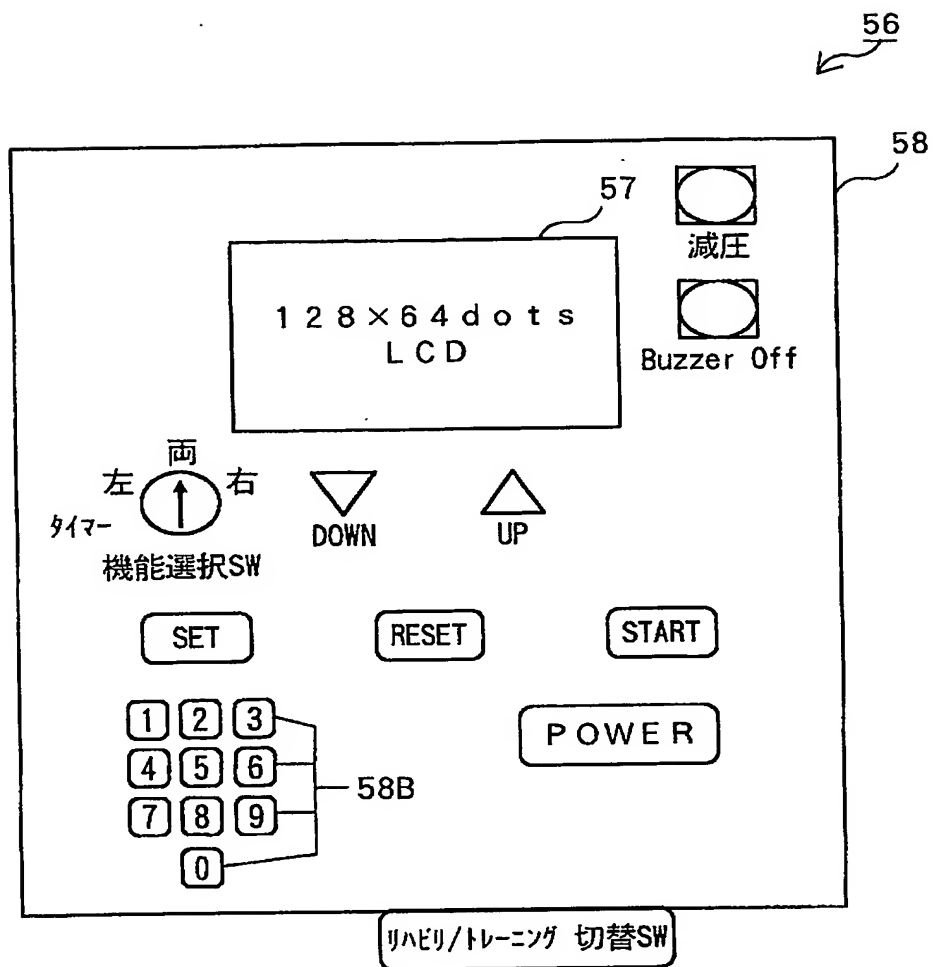 56
58
57
減圧
128×64dots
LCD
Buzzer Off
両
左 右
タイマー
DOWN UP
機能選択SW
SET RESET START
1 2 3
POWER
4 5 6
58B
7 8 9
0
リハビリ/トレーニング 切替SW